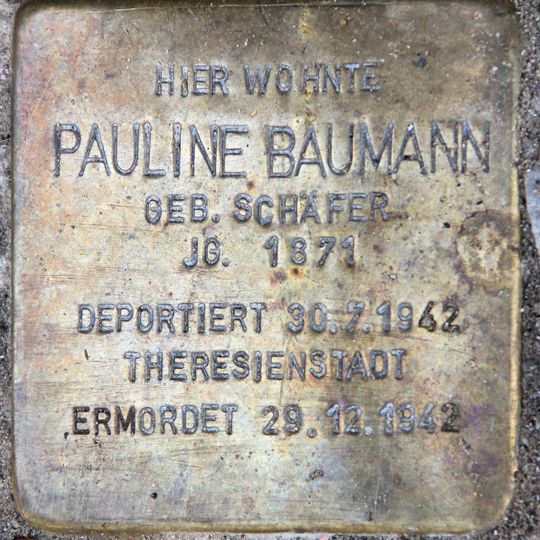 HIER WOHNTE
PAULINE BAUMANN
GEB. SCHÄFER
JG. 1871
DEPORTIERT 30.7.1942
THERESIENSTADT
ERMORDET 29.12.1942